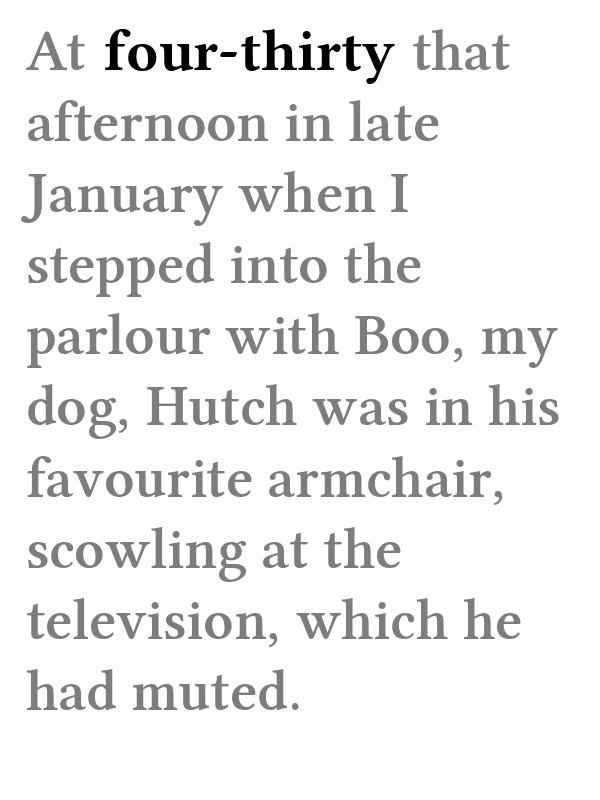 At four-thirty that
afternoon in late
January when I
stepped into the
parlour with Boo, my
dog, Hutch was in his
favourite armchair,
scowling at the
television, which he
had muted.